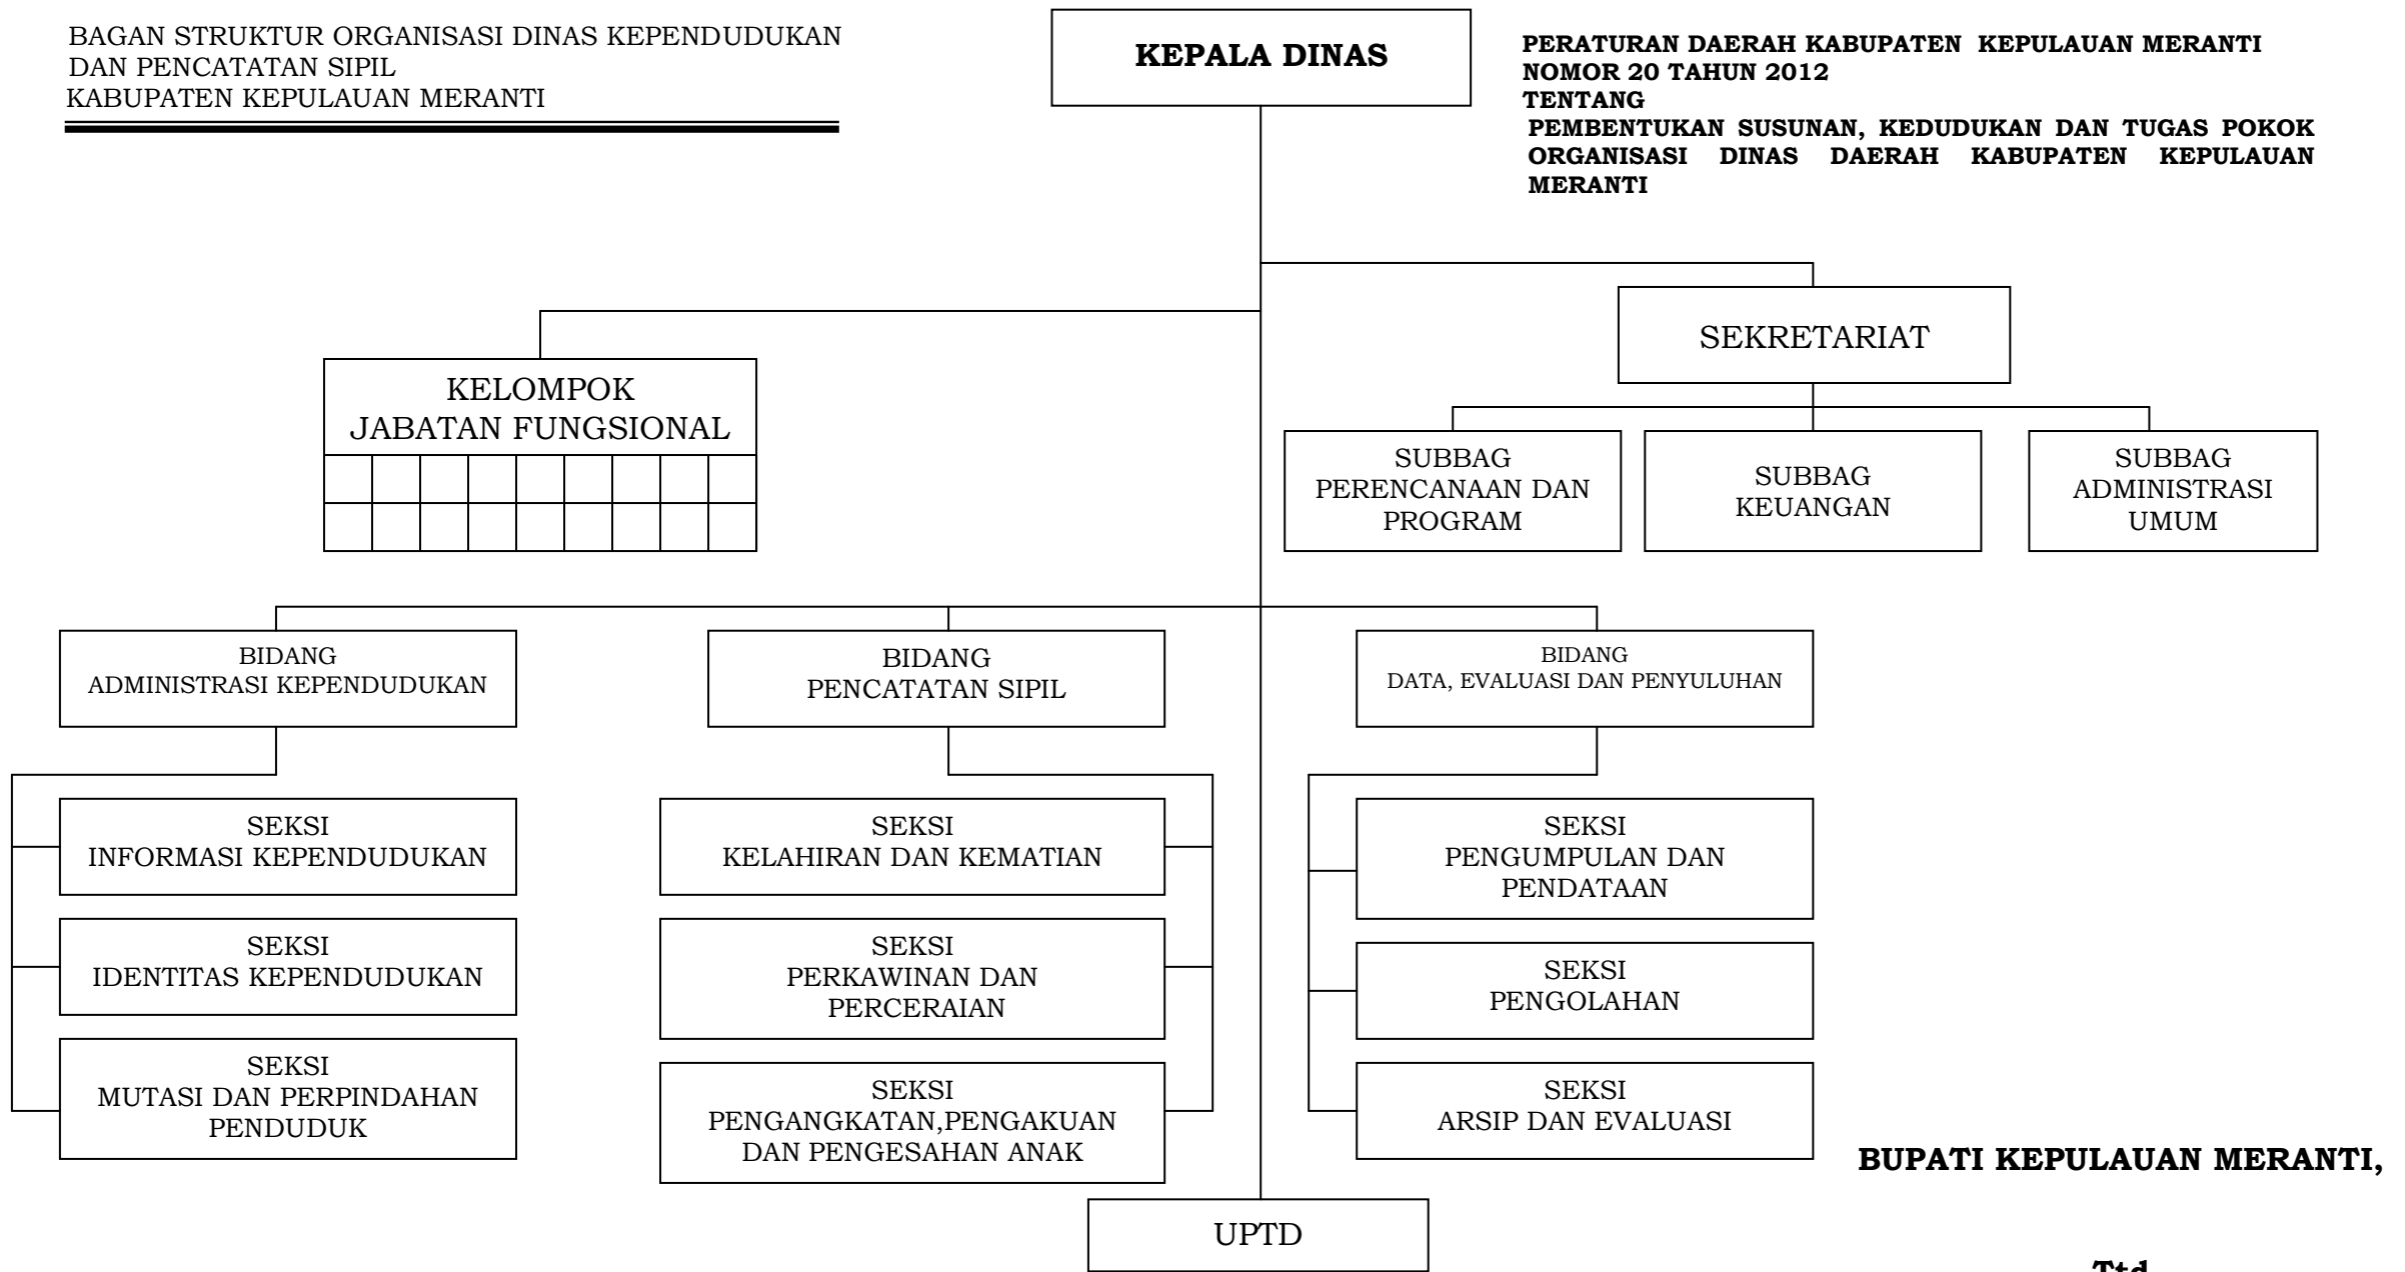 BAGAN STRUKTUR ORGANISASI DINAS KEPENDUDUKAN
DAN PENCATATAN SIPIL
KABUPATEN KEPULAUAN MERANTI
KEPALA DINAS
PERATURAN DAERAH KABUPATEN KEPULAUAN MERANTI
NOMOR 20 TAHUN 2012
TENTANG
PEMBENTUKAN SUSUNAN, KEDUDUKAN DAN TUGAS POKOK
ORGANISASI DINAS DAERAH KABUPATEN KEPULAUAN
MERANTI
SEKRETARIAT
KELOMPOK
JABATAN FUNGSIONAL
SUBBAG
PERENCANAAN DAN
PROGRAM
SUBBAG
KEUANGAN
SUBBAG
ADMINISTRASI
UMUM
BIDANG
ADMINISTRASI KEPENDUDUKAN
BIDANG
PENCATATAN SIPIL
BIDANG
DATA, EVALUASI DAN PENYULUHAN
SEKSI
INFORMASI KEPENDUDUKAN
SEKSI
IDENTITAS KEPENDUDUKAN
SEKSI
MUTASI DAN PERPINDAHAN
PENDUDUK
SEKSI
KELAHIRAN DAN KEMATIAN
SEKSI
PERKAWINAN DAN
PERCERAIAN
SEKSI
PENGANGKATAN,PENGAKUAN
DAN PENGESAHAN ANAK
SEKSI
PENGUMPULAN DAN
PENDATAAN
SEKSI
PENGOLAHAN
SEKSI
ARSIP DAN EVALUASI
UPTD
BUPATI KEPULAUAN MERANTI,
Ttd